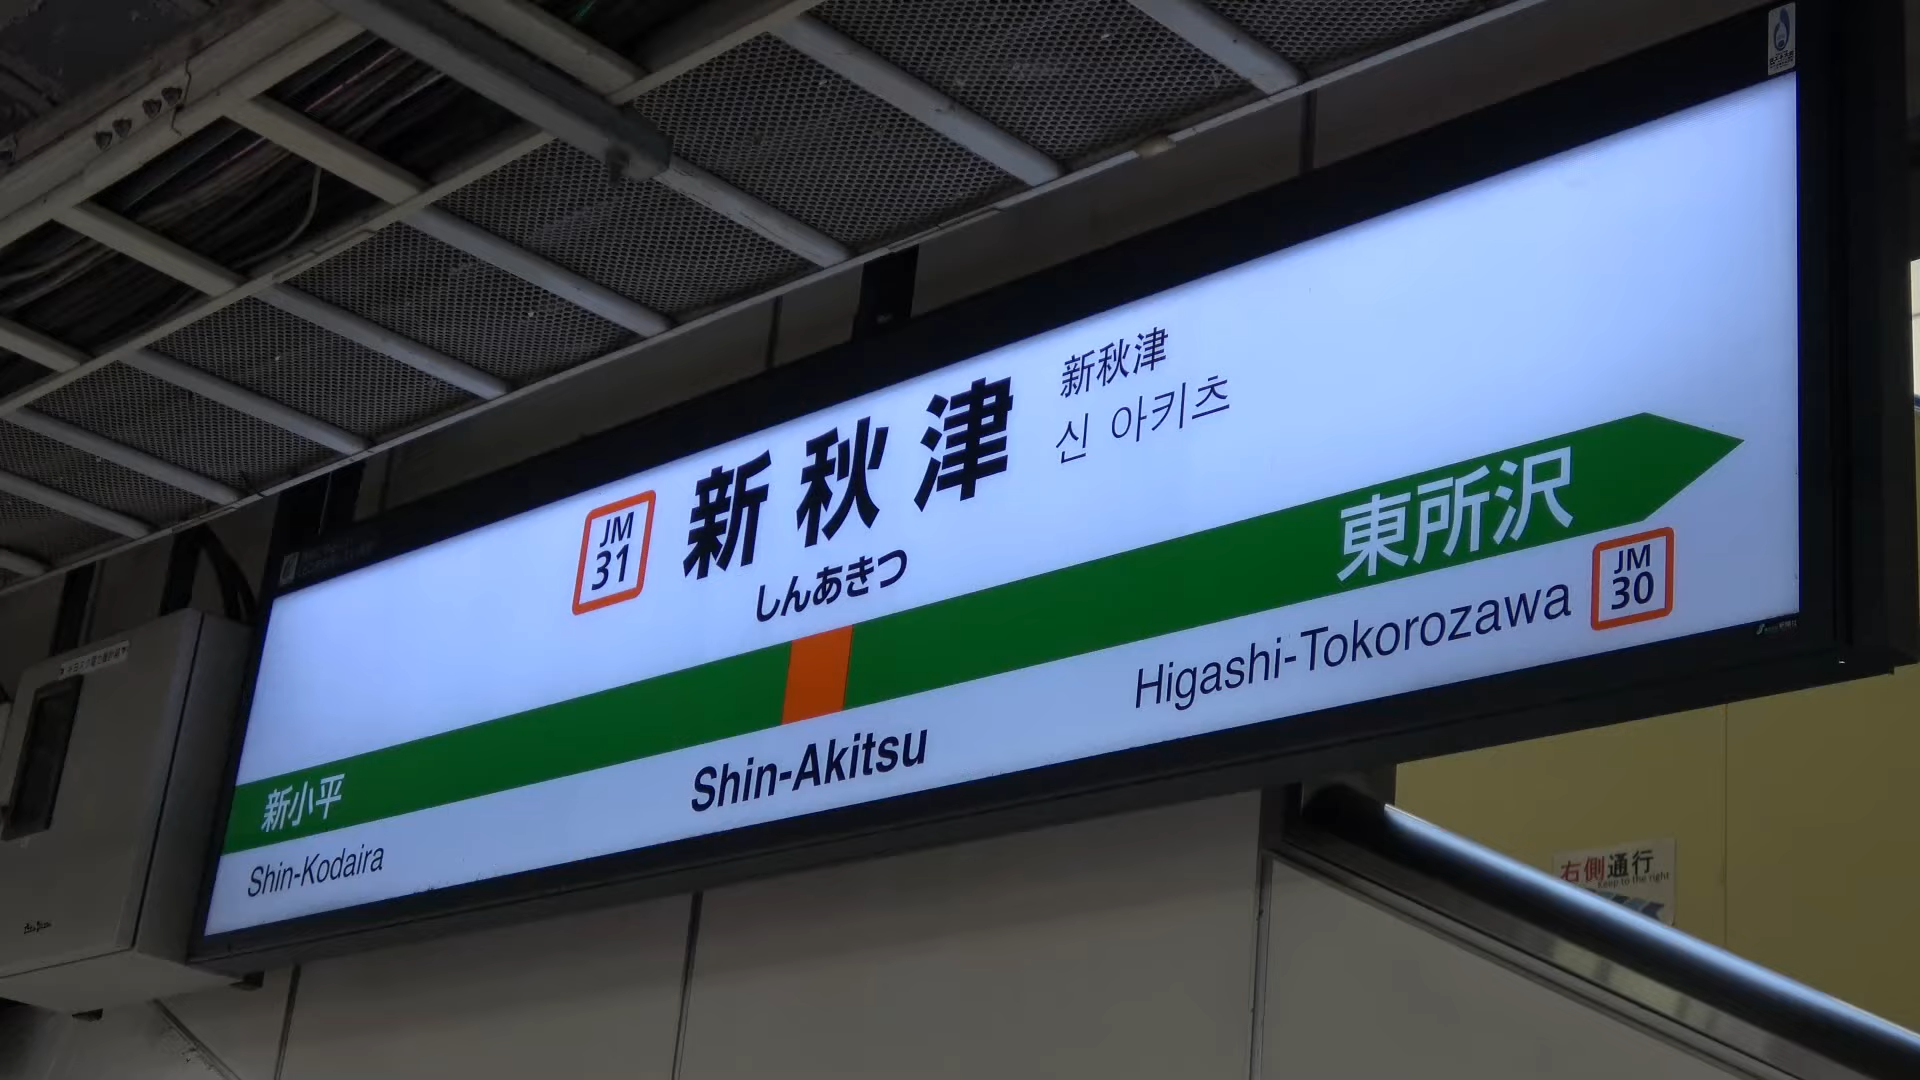 JM
31
新秋津
新秋津
신 아키츠
しんあきつ
東所沢
JM
30
Higashi-Tokorozawa
新小平
Shin-Akitsu
Shin-Kodaira
右側通行
Keep to the right